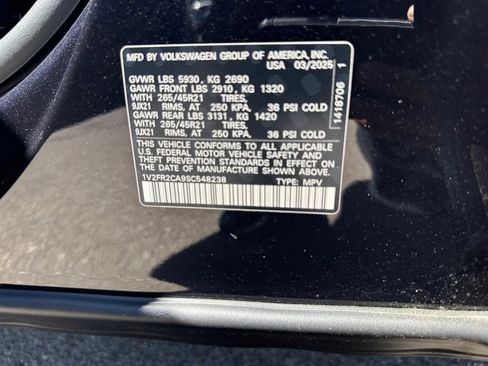 MFD BY VOLKSWAGEN GROUP OF AMERICA, INC.
USA 03/2025
GVWR LBS 5930 , KG 2690
GAWR FRONT LBS 2910 , KG 1320
WITH 265/45R21 TIRES,
9JX21 RIMS, AT 250 KPA, 36 PSI COLD
GAWR REAR LBS 3131 , KG 1420
WITH 265/45R21 TIRES,
9JX21 RIMS, AT 250 KPA, 36 PSI COLD
THIS VEHICLE CONFORMS TO ALL APPLICABLE
U.S. FEDERAL MOTOR VEHICLE SAFETY AND
THEFT PREVENTION STANDARDS IN EFFECT ON
THE DATE OF MANUFACTURE SHOWN ABOVE.
1V2FR2CA9SC548238
TYPE: MPV
1418706 1